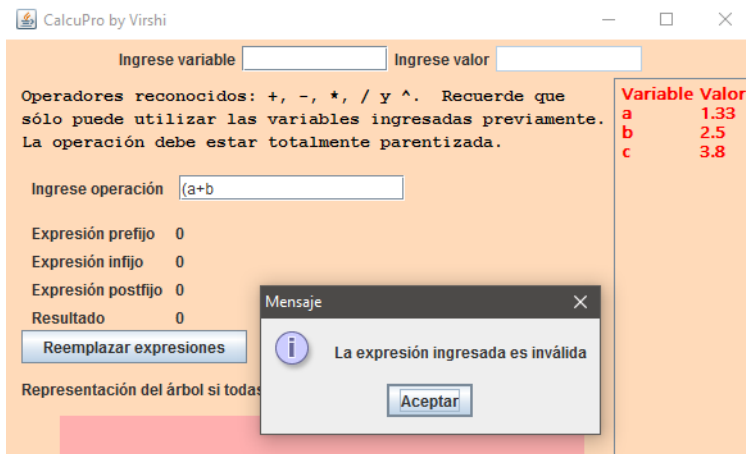 CalcuPro by Virshi
Ingrese variable Ingrese valor
Operadores reconocidos: +, -, *, / y ^. Recuerde que
sólo puede utilizar las variables ingresadas previamente.
La operación debe estar totalmente parentizada.
Variable Valor
a 1.33
b 2.5
c 3.8
Ingrese operación (a+b
Expresión prefijo 0
Expresión infijo 0
Expresión postfijo 0
Resultado 0
Reemplazar expresiones
Representación del árbol si todas
Mensaje
La expresión ingresada es inválida
Aceptar